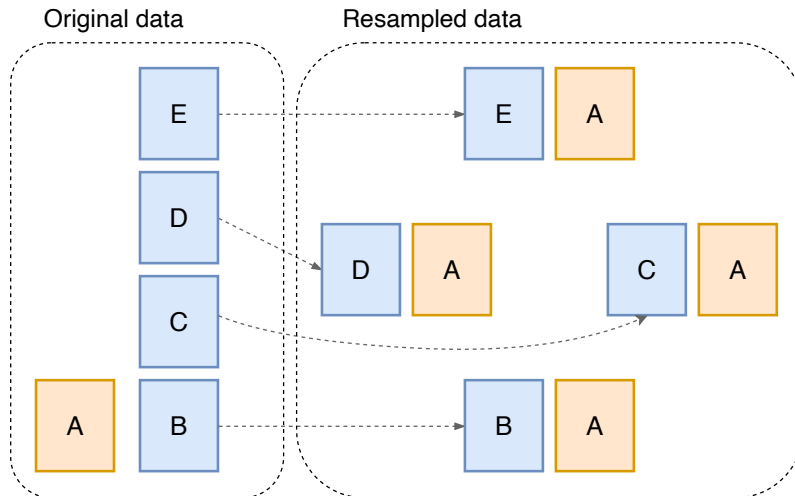 Original data
E
D
C
A B
Resampled data
E A
D A
C A
B A